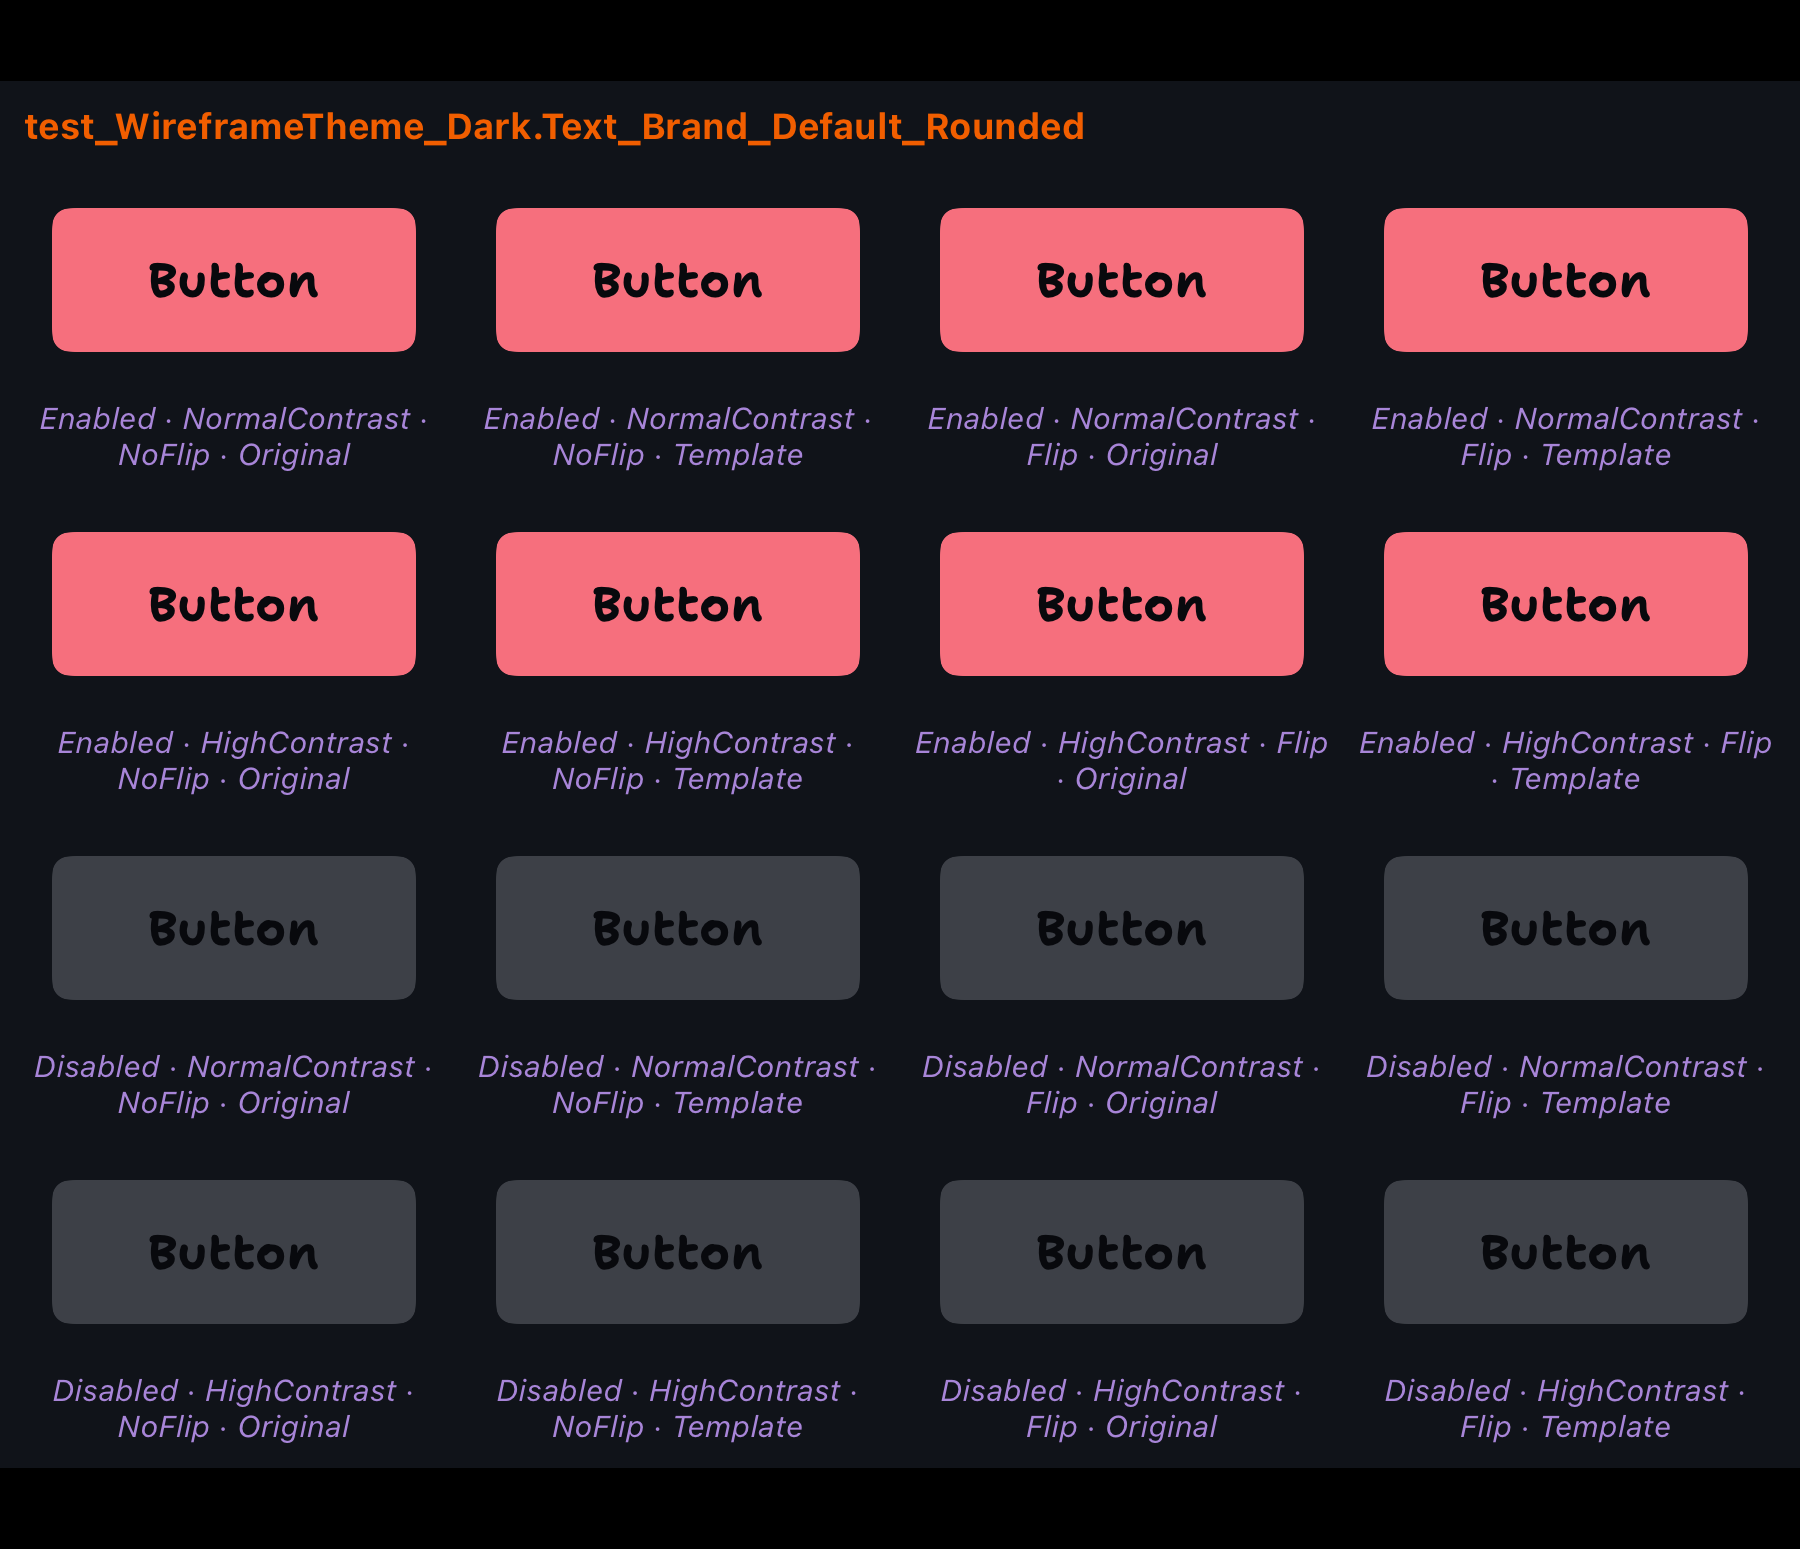 test_WireframeTheme_Dark.Text_Brand_Default_Rounded
Button
Button
Button
Button
Enabled · NormalContrast ·
NoFlip · Original
Enabled · NormalContrast ·
NoFlip · Template
Enabled · NormalContrast ·
Flip · Original
Enabled · NormalContrast ·
Flip · Template
Button
Button
Button
Button
Enabled · HighContrast ·
NoFlip · Original
Enabled · HighContrast ·
NoFlip · Template
Enabled · HighContrast · Flip
· Original
Enabled · HighContrast · Flip
· Template
Button
Button
Button
Button
Disabled · NormalContrast ·
NoFlip · Original
Disabled · NormalContrast ·
NoFlip · Template
Disabled · NormalContrast ·
Flip · Original
Disabled · NormalContrast ·
Flip · Template
Button
Button
Button
Button
Disabled · HighContrast ·
NoFlip · Original
Disabled · HighContrast ·
NoFlip · Template
Disabled · HighContrast ·
Flip · Original
Disabled · HighContrast ·
Flip · Template